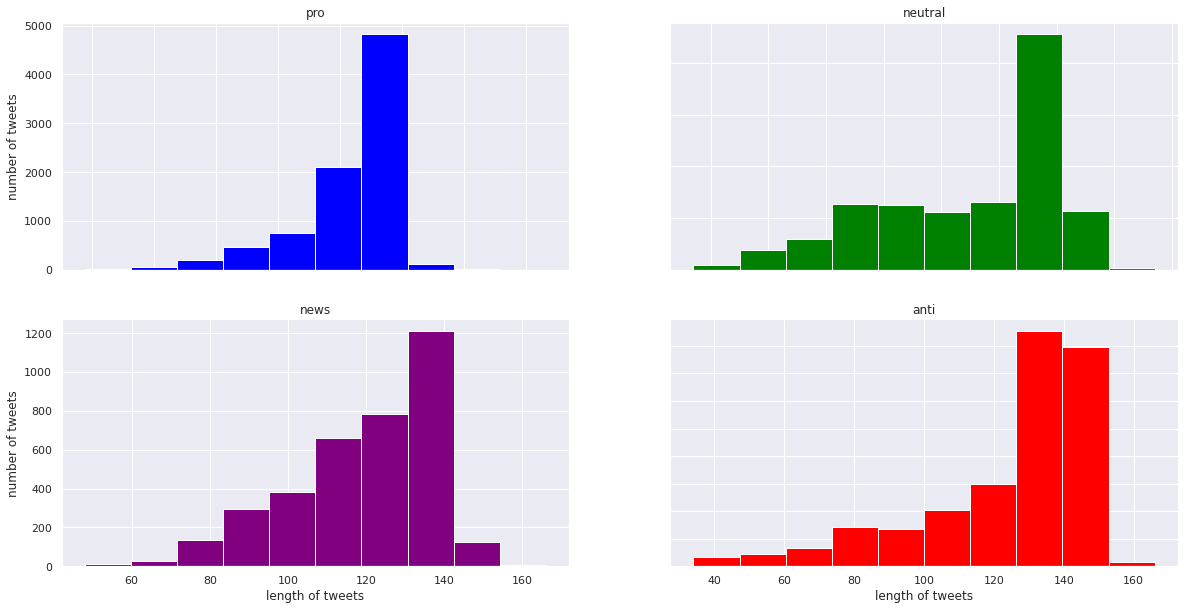 pro
neutral
5000
4000
3000
2000
1000
0
number of tweets
news
anti
1200
1000
800
600
400
200
0
number of tweets
60 80 100 120 140 160
40 60 80 100 120 140 160
length of tweets
length of tweets